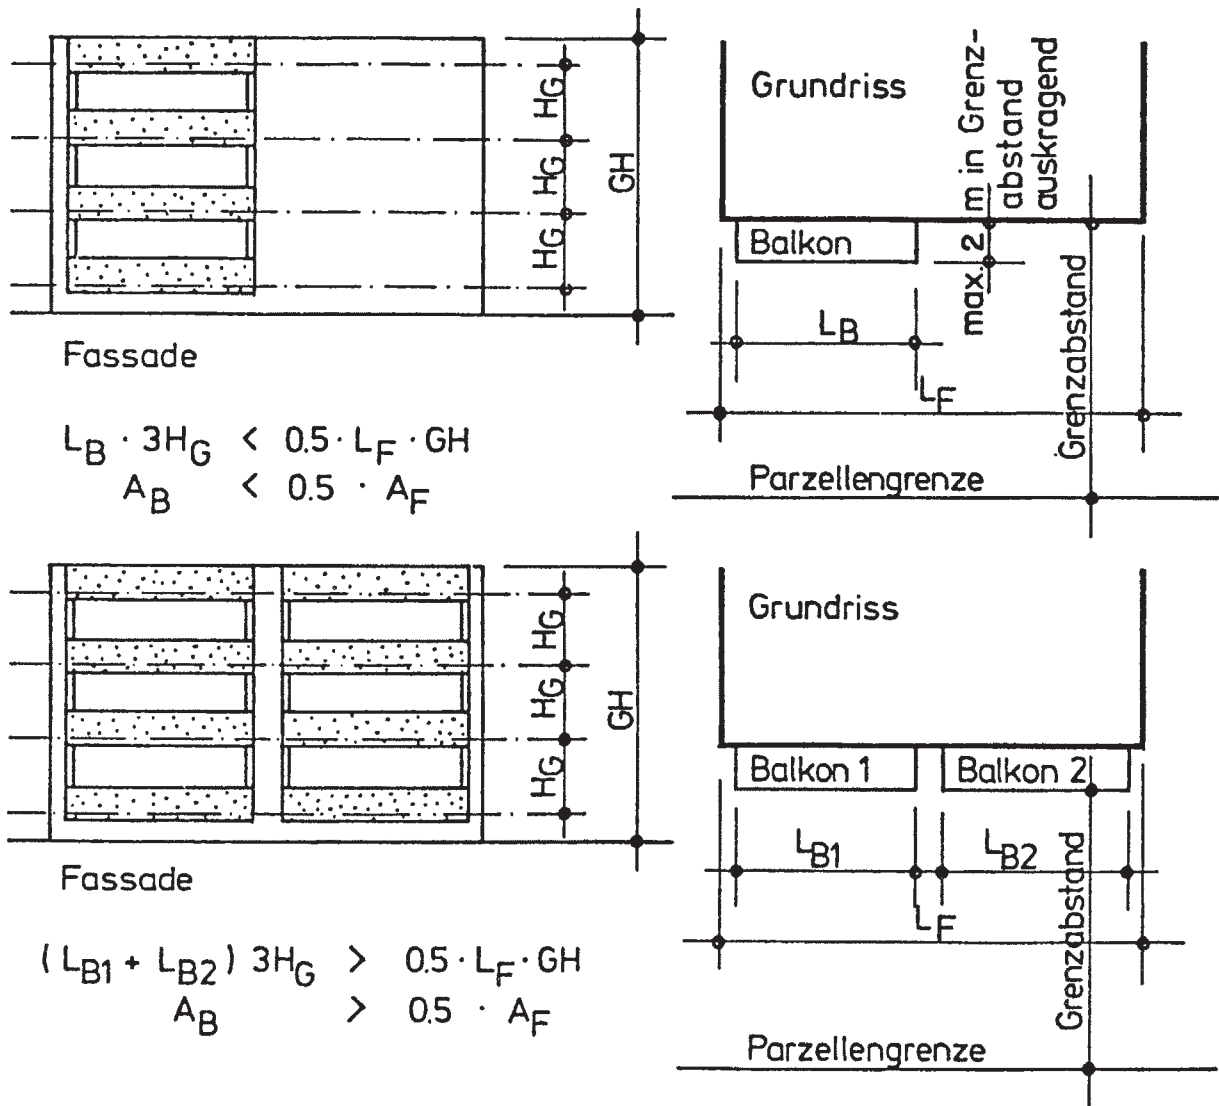 HG
HG
HG
GH
Fassade
LB · 3HG < 0.5 · LF · GH
AB < 0.5 · AF
Grundriss
max. 2 m in Grenz-
abstand
auskragend
Balkon
LB
LF
Grenzabstand
Parzellengrenze
HG
HG
HG
GH
Fassade
(LB1 + LB2) 3HG > 0.5 · LF · GH
AB > 0.5 · AF
Grundriss
Balkon 1
Balkon 2
LB1
LB2
LF
Grenzabstand
Parzellengrenze